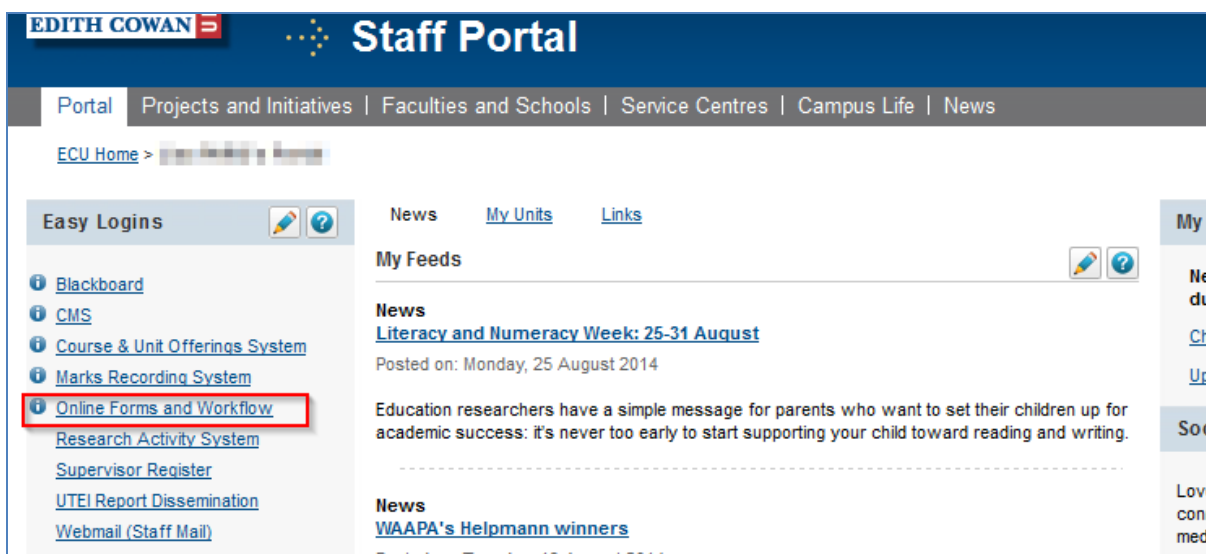 EDITH COWAN
Staff Portal
Portal
Projects and Initiatives | Faculties and Schools | Service Centres | Campus Life | News
ECU Home >
Easy Logins
Blackboard
CMS
Course & Unit Offerings System
Marks Recording System
Online Forms and Workflow
Research Activity System
Supervisor Register
UTEI Report Dissemination
Webmail (Staff Mail)
News My Units Links
My Feeds
News
Literacy and Numeracy Week: 25-31 August
Posted on: Monday, 25 August 2014
Education researchers have a simple message for parents who want to set their children up for
academic success: it's never too early to start supporting your child toward reading and writing.
News
WAAPA's Helpmann winners
My